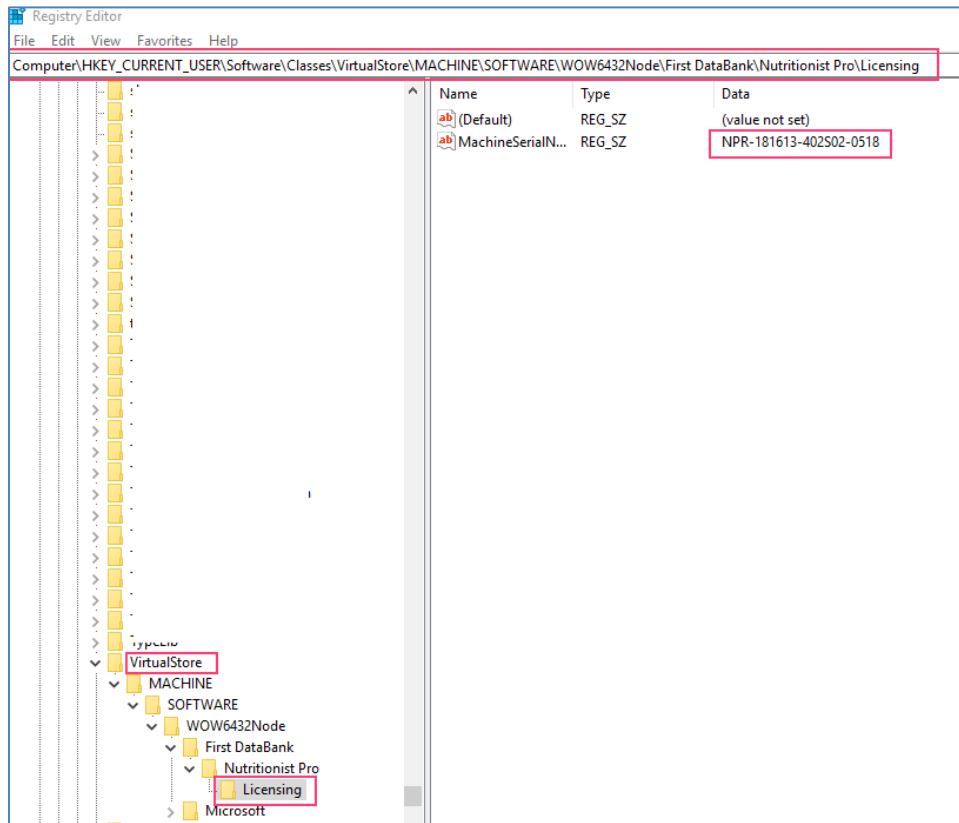 Registry Editor
File Edit View Favorites Help
Computer\HKEY_CURRENT_USER\Software\Classes\VirtualStore\MACHINE\SOFTWARE\WOW6432Node\First DataBank\Nutritionist Pro\Licensing
Name Type Data
(Default) REG_SZ (value not set)
MachineSerialN... REG_SZ NPR-181613-402S02-0518
VirtualStore
MACHINE
SOFTWARE
WOW6432Node
First DataBank
Nutritionist Pro
Licensing
Microsoft